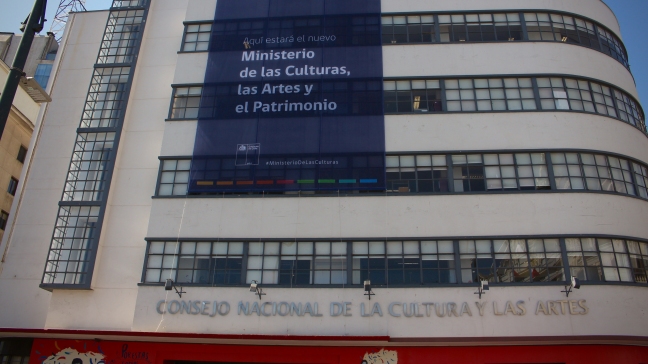 Aquí estará el nuevo
Ministerio
de las Culturas,
las Artes y
el Patrimonio
#MinisteriodeLasCulturas
CONSEJO NACIONAL DE LA CULTURA Y LAS ARTES